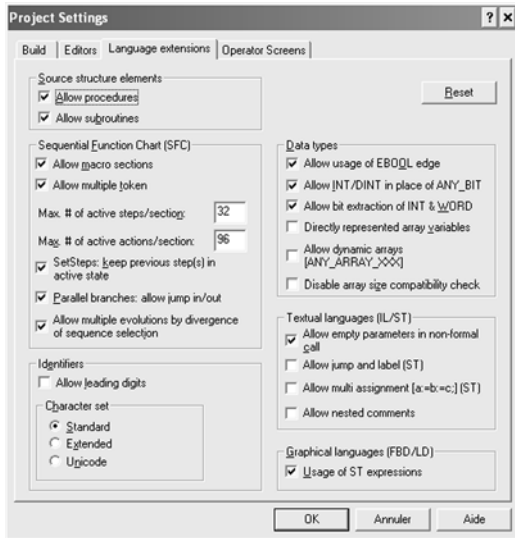 Project Settings
Build Editors Language extensions Operator Screens
Source structure elements
Allow procedures
Allow subroutines
Reset
Sequential Function Chart (SFC)
Allow macro sections
Allow multiple token
Max. # of active steps/section: 32
Max. # of active actions/section: 96
SetSteps: keep previous step(s) in
active state
Parallel branches: allow jump in/out
Allow multiple evolutions by divergence
of sequence selection
Identifiers
Allow leading digits
Character set
Standard
Extended
Unicode
Data types
Allow usage of EBOOL edge
Allow INT/DINT in place of ANY_BIT
Allow bit extraction of INT & WORD
Directly represented array variables
Allow dynamic arrays
[ANY_ARRAY_XXX]
Disable array size compatibility check
Textual languages (IL/ST)
Allow empty parameters in non-formal
call
Allow jump and label (ST)
Allow multi assignment [a:=b:=c;] (ST)
Allow nested comments
Graphical languages (FBD/LD)
Usage of ST expressions
OK Annuler Aide